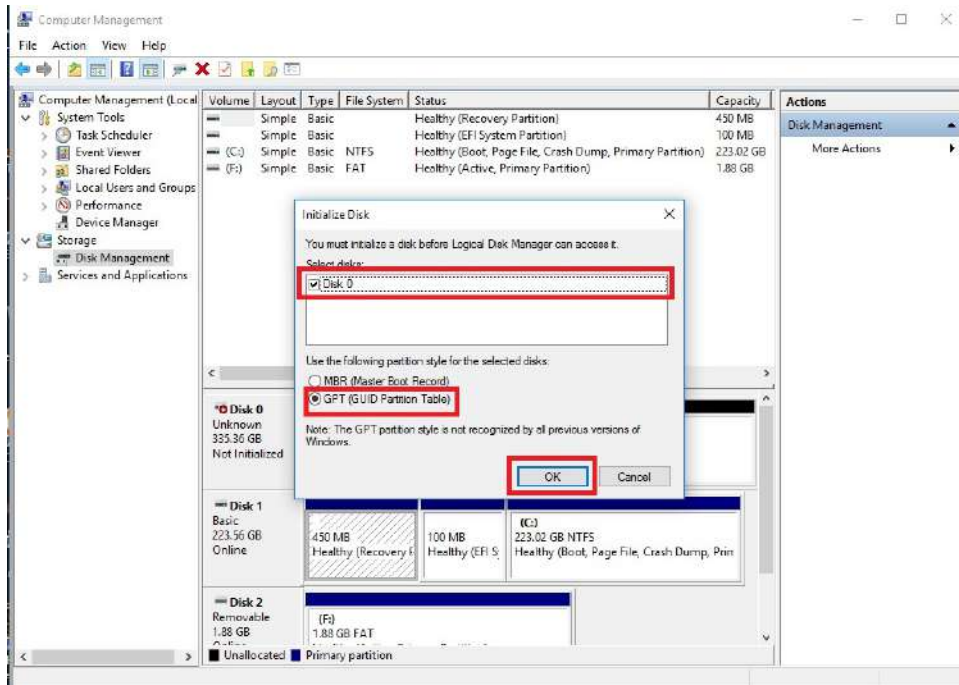 Computer Management
File Action View Help
Computer Management (Local
System Tools
Task Scheduler
Event Viewer
Shared Folders
Local Users and Groups
Performance
Device Manager
Storage
Disk Management
Services and Applications
Volume Layout Type File System Status Capacity
Simple Basic Healthy (Recovery Partition) 450 MB
Simple Basic Healthy (EFI System Partition) 100 MB
(C:) Simple Basic NTFS Healthy (Boot, Page File, Crash Dump, Primary Partition) 223.02 GB
(F:) Simple Basic FAT Healthy (Active, Primary Partition) 1.88 GB
Actions
Disk Management
More Actions
Initialize Disk
You must initialize a disk before Logical Disk Manager can access it.
Select disks:
Disk 0
Use the following partition style for the selected disks:
MBR (Master Boot Record)
GPT (GUID Partition Table)
Note: The GPT partition style is not recognized by all previous versions of
Windows.
OK Cancel
Disk 0
Unknown
335.36 GB
Not Initialized
Disk 1
Basic
223.56 GB
Online
450 MB
Healthy (Recovery
100 MB
Healthy (EFI S
(C:)
223.02 GB NTFS
Healthy (Boot, Page File, Crash Dump, Prim
Disk 2
Removable
1.88 GB
(F:)
1.88 GB FAT
Unallocated Primary partition